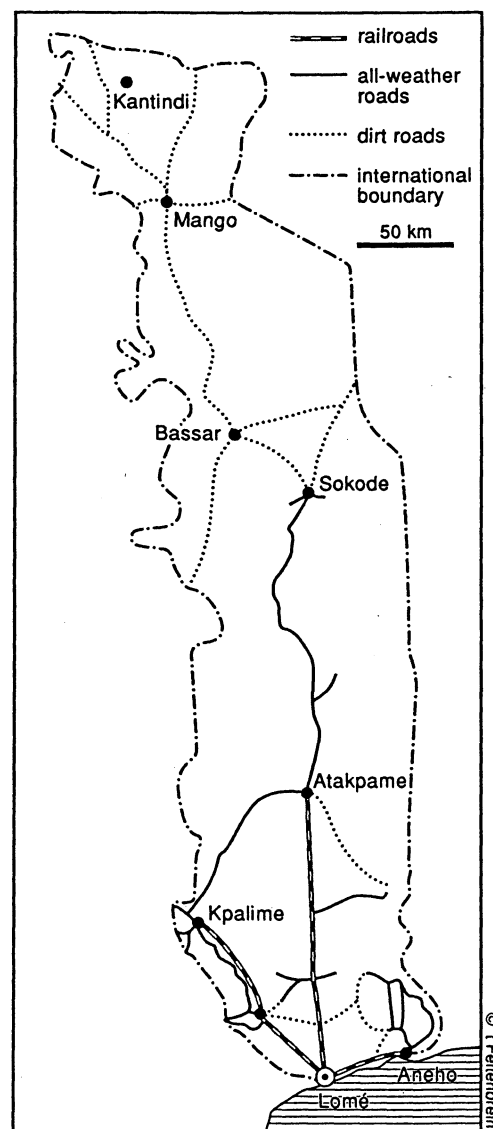 railroads
all-weather
roads
dirt roads
international
boundary
50 km
Kantindi
Mango
Bassar
Sokode
Atakpame
Kpalime
Aneho
Lomé
©